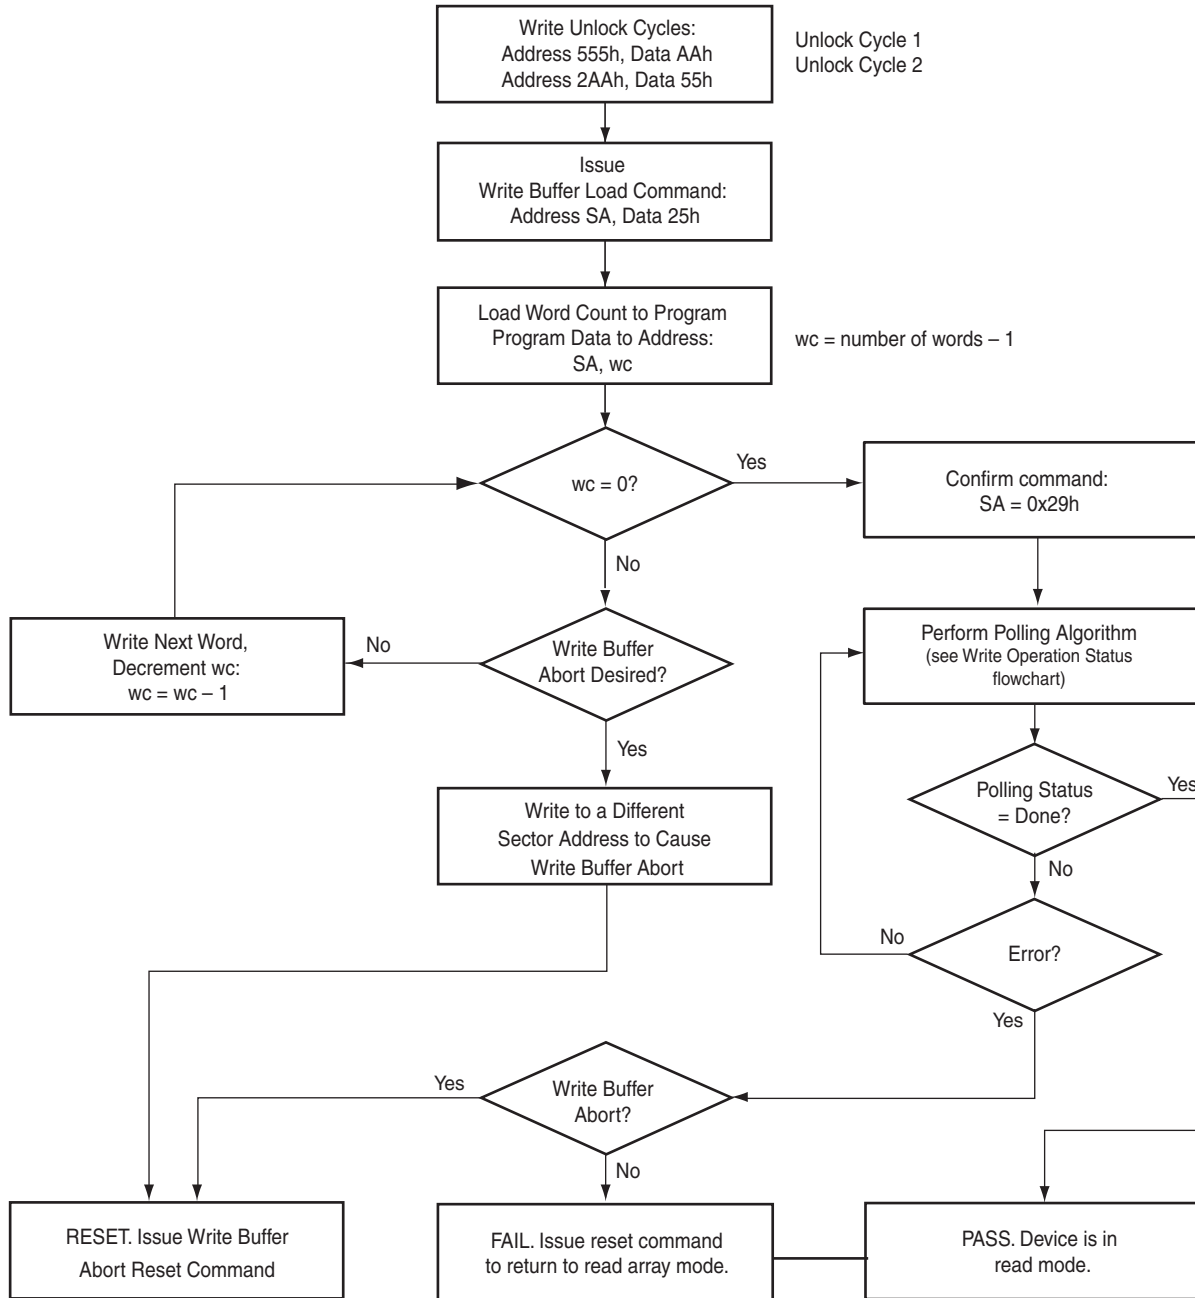 Write Unlock Cycles:
Address 555h, Data AAh
Address 2AAh, Data 55h
Unlock Cycle 1
Unlock Cycle 2
Issue
Write Buffer Load Command:
Address SA, Data 25h
Load Word Count to Program
Program Data to Address:
SA, wc
wc = number of words – 1
wc = 0?
Yes
Confirm command:
SA = 0x29h
No
Write Next Word,
Decrement wc:
wc = wc – 1
No
Write Buffer
Abort Desired?
Perform Polling Algorithm
(see Write Operation Status
flowchart)
Yes
Polling Status
= Done?
Yes
Write to a Different
Sector Address to Cause
Write Buffer Abort
No
No
Error?
Yes
Yes
Write Buffer
Abort?
No
RESET. Issue Write Buffer
Abort Reset Command
FAIL. Issue reset command
to return to read array mode.
PASS. Device is in
read mode.